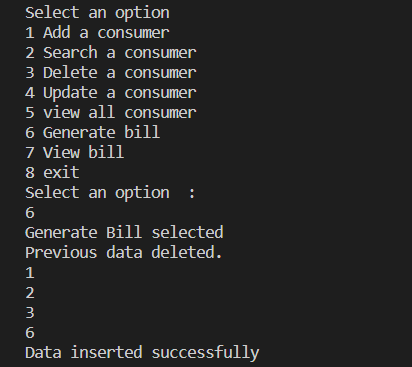 Select an option
1 Add a consumer
2 Search a consumer
3 Delete a consumer
4 Update a consumer
5 view all consumer
6 Generate bill
7 View bill
8 exit
Select an option  :
6
Generate Bill selected
Previous data deleted.
1
2
3
6
Data inserted successfully